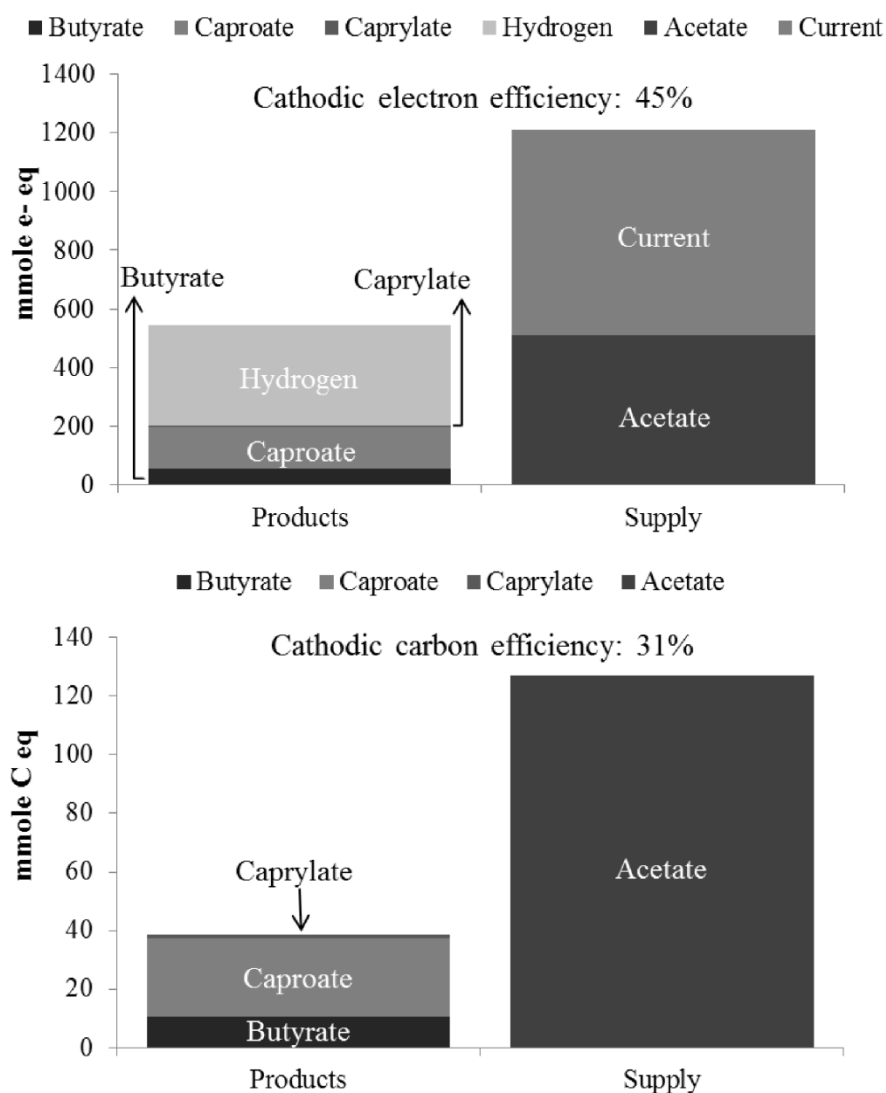 Butyrate Caproate Caprylate Hydrogen Acetate Current
Cathodic electron efficiency: 45%
mmole e- eq
1400
1200
1000
800
600
400
200
0
Butyrate
Caprylate
Hydrogen
Caproate
Current
Acetate
Products Supply
Butyrate Caproate Caprylate Acetate
Cathodic carbon efficiency: 31%
mmole C eq
140
120
100
80
60
40
20
0
Caprylate
Caproate
Butyrate
Acetate
Products Supply